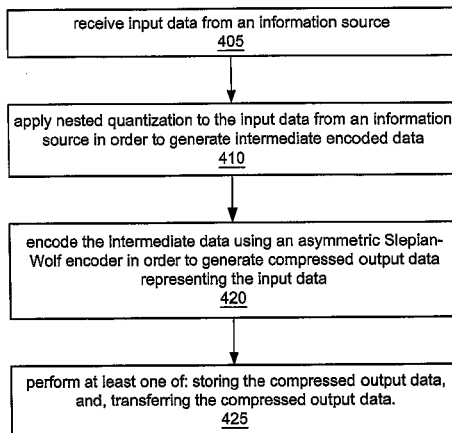 receive input data from an information source
405
apply nested quantization to the input data from an information
source in order to generate intermediate encoded data
410
encode the intermediate data using an asymmetric Slepian-
Wolf encoder in order to generate compressed output data
representing the input data
420
perform at least one of: storing the compressed output data,
and, transferring the compressed output data.
425